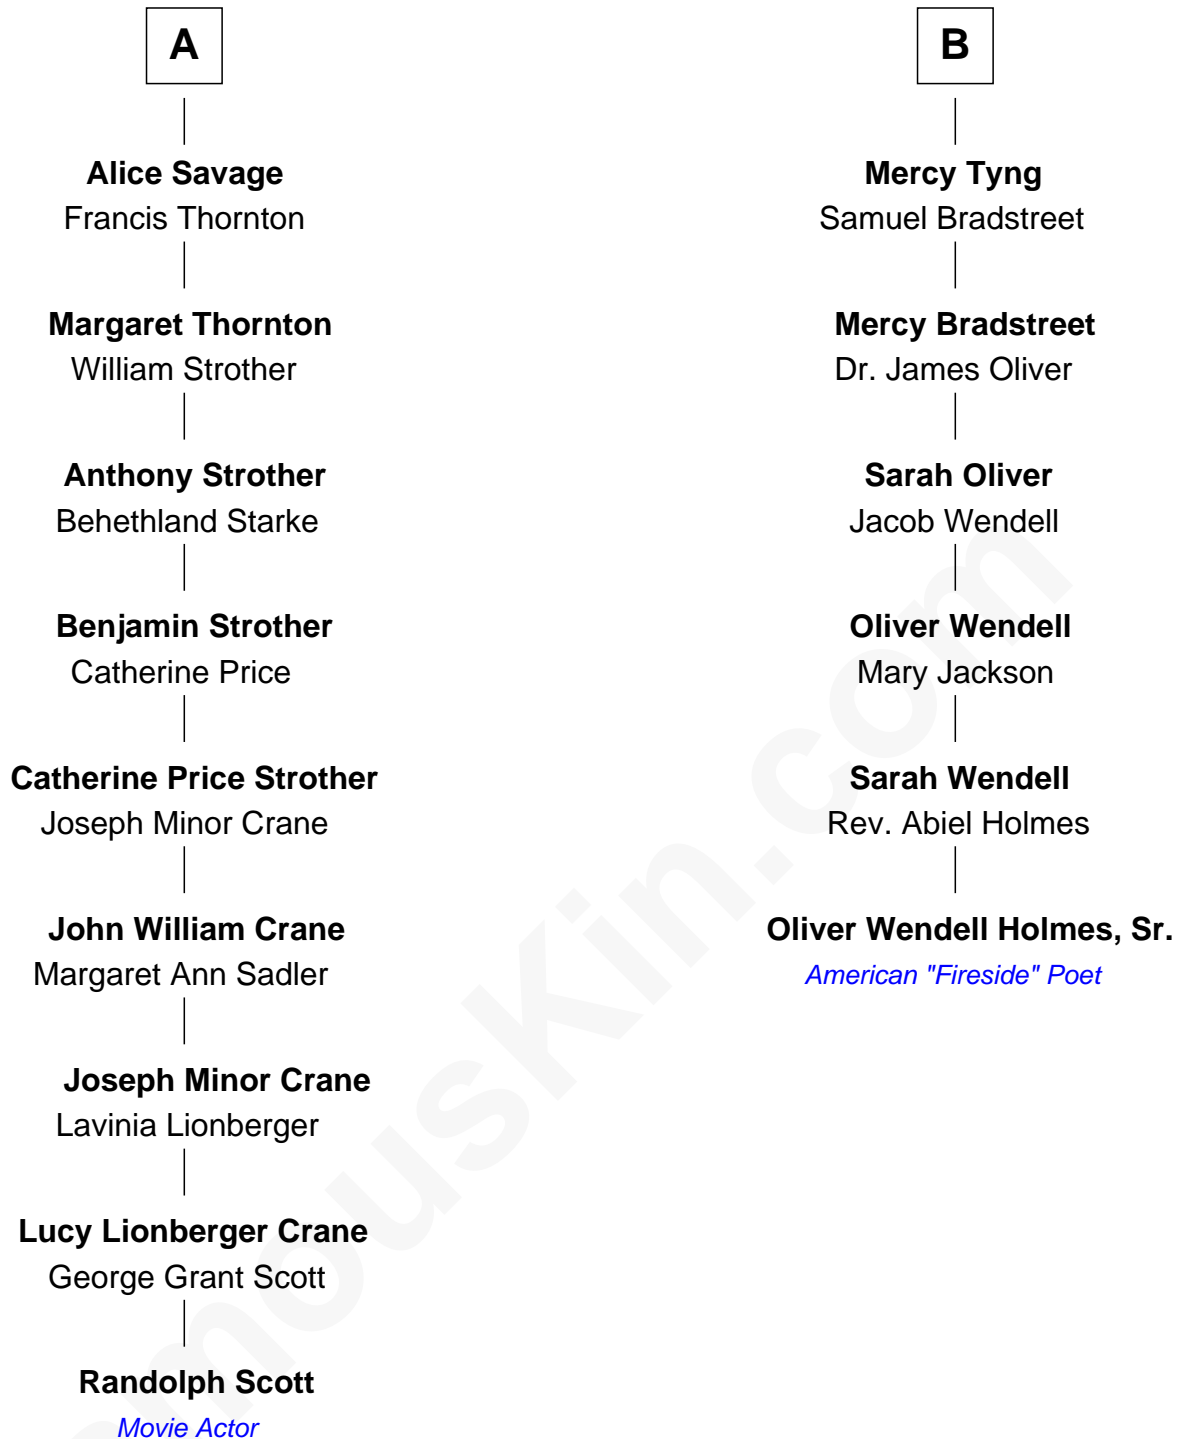 A
Alice Savage
Francis Thornton
Margaret Thornton
William Strother
Anthony Strother
Behethland Starke
Benjamin Strother
Catherine Price
Catherine Price Strother
Joseph Minor Crane
John William Crane
Margaret Ann Sadler
Joseph Minor Crane
Lavinia Lionberger
Lucy Lionberger Crane
George Grant Scott
Randolph Scott
Movie Actor
B
Mercy Tyng
Samuel Bradstreet
Mercy Bradstreet
Dr. James Oliver
Sarah Oliver
Jacob Wendell
Oliver Wendell
Mary Jackson
Sarah Wendell
Rev. Abiel Holmes
Oliver Wendell Holmes, Sr.
American "Fireside" Poet
mousKin.com